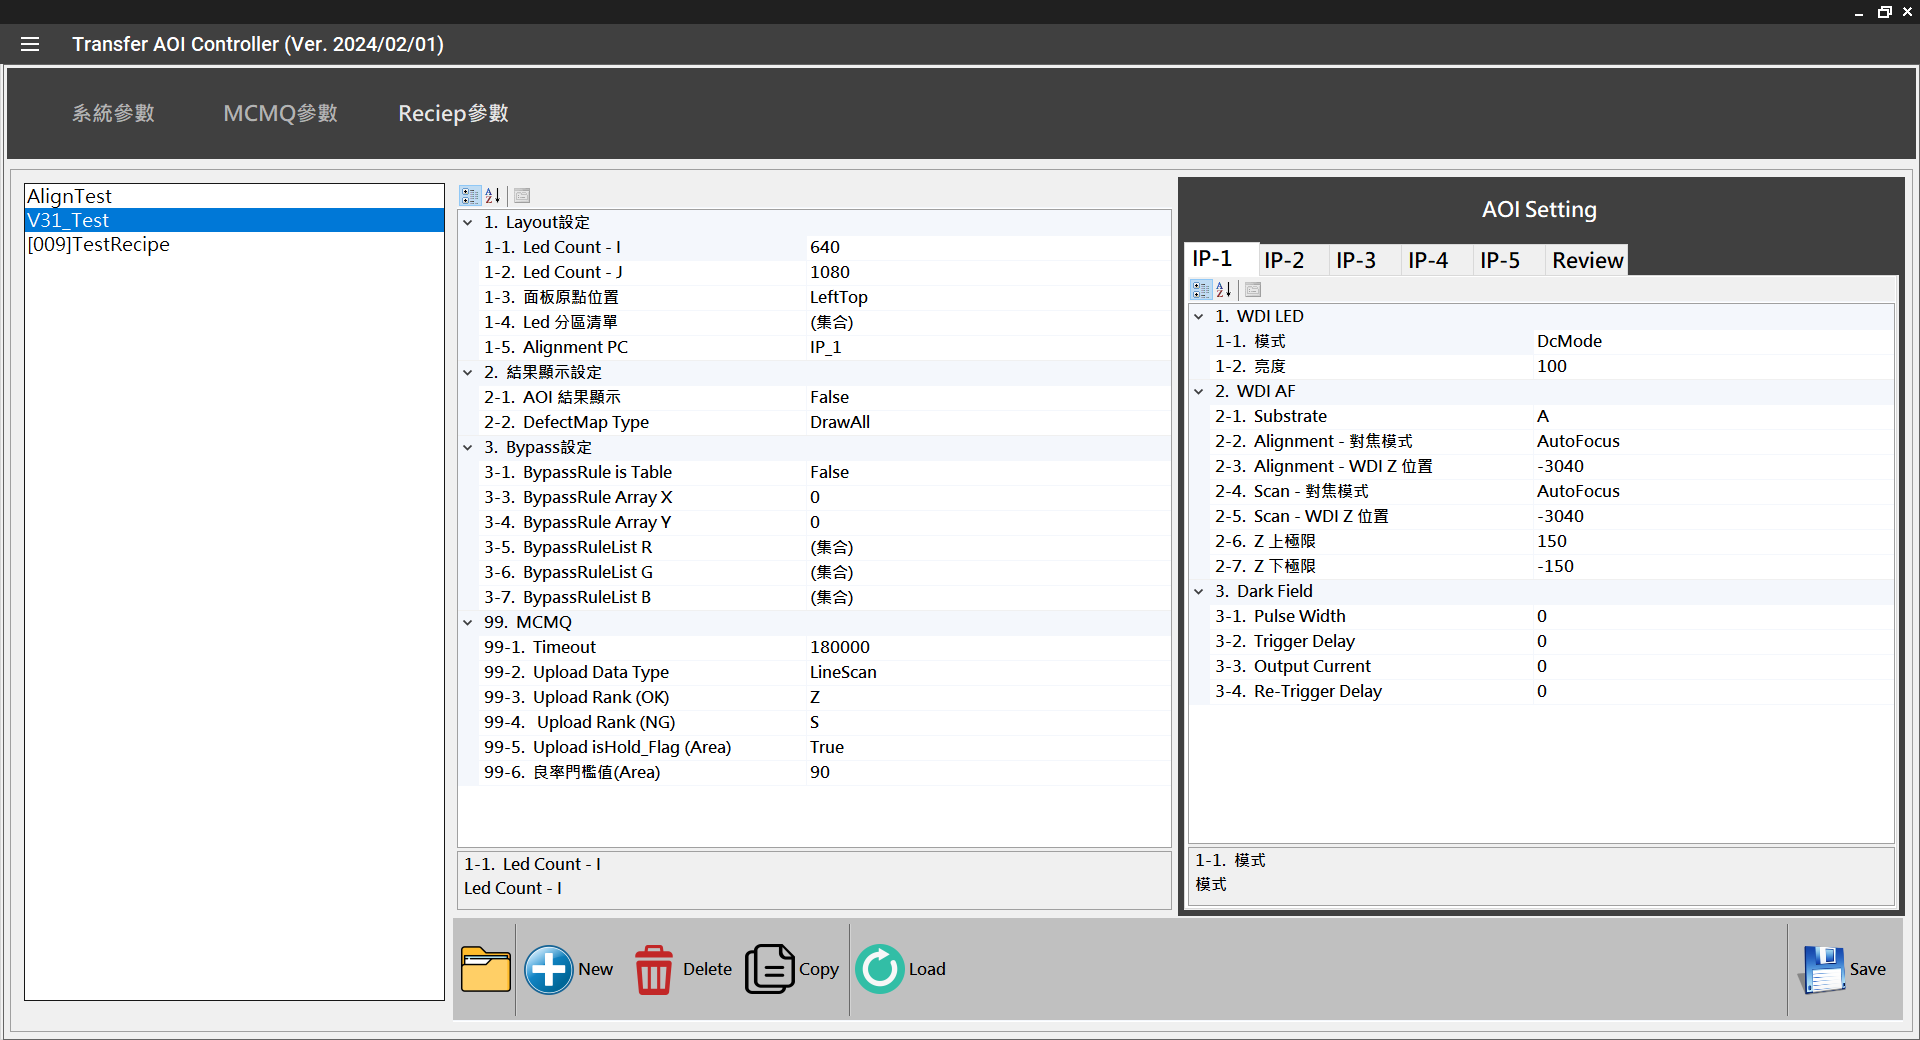 Transfer AOI Controller (Ver. 2024/02/01)
系統參數 MCMQ參數 Reciep參數
AlignTest
V31_Test
[009]TestRecipe
1. Layout設定
1-1. Led Count - I 640
1-2. Led Count - J 1080
1-3. 面板原點位置 LeftTop
1-4. Led 分區清單 (集合)
1-5. Alignment PC IP_1
2. 結果顯示設定
2-1. AOI 結果顯示 False
2-2. DefectMap Type DrawAll
3. Bypass設定
3-1. BypassRule is Table False
3-3. BypassRule Array X 0
3-4. BypassRule Array Y 0
3-5. BypassRuleList R (集合)
3-6. BypassRuleList G (集合)
3-7. BypassRuleList B (集合)
99. MCMQ
99-1. Timeout 180000
99-2. Upload Data Type LineScan
99-3. Upload Rank (OK) Z
99-4. Upload Rank (NG) S
99-5. Upload isHold_Flag (Area) True
99-6. 良率門檻值(Area) 90
1-1. Led Count - I
Led Count - I
AOI Setting
IP-1 IP-2 IP-3 IP-4 IP-5 Review
1. WDI LED
1-1. 模式 DcMode
1-2. 亮度 100
2. WDI AF
2-1. Substrate A
2-2. Alignment - 對焦模式 AutoFocus
2-3. Alignment - WDI Z 位置 -3040
2-4. Scan - 對焦模式 AutoFocus
2-5. Scan - WDI Z 位置 -3040
2-6. Z 上極限 150
2-7. Z 下極限 -150
3. Dark Field
3-1. Pulse Width 0
3-2. Trigger Delay 0
3-3. Output Current 0
3-4. Re-Trigger Delay 0
1-1. 模式
模式
New Delete Copy Load Save